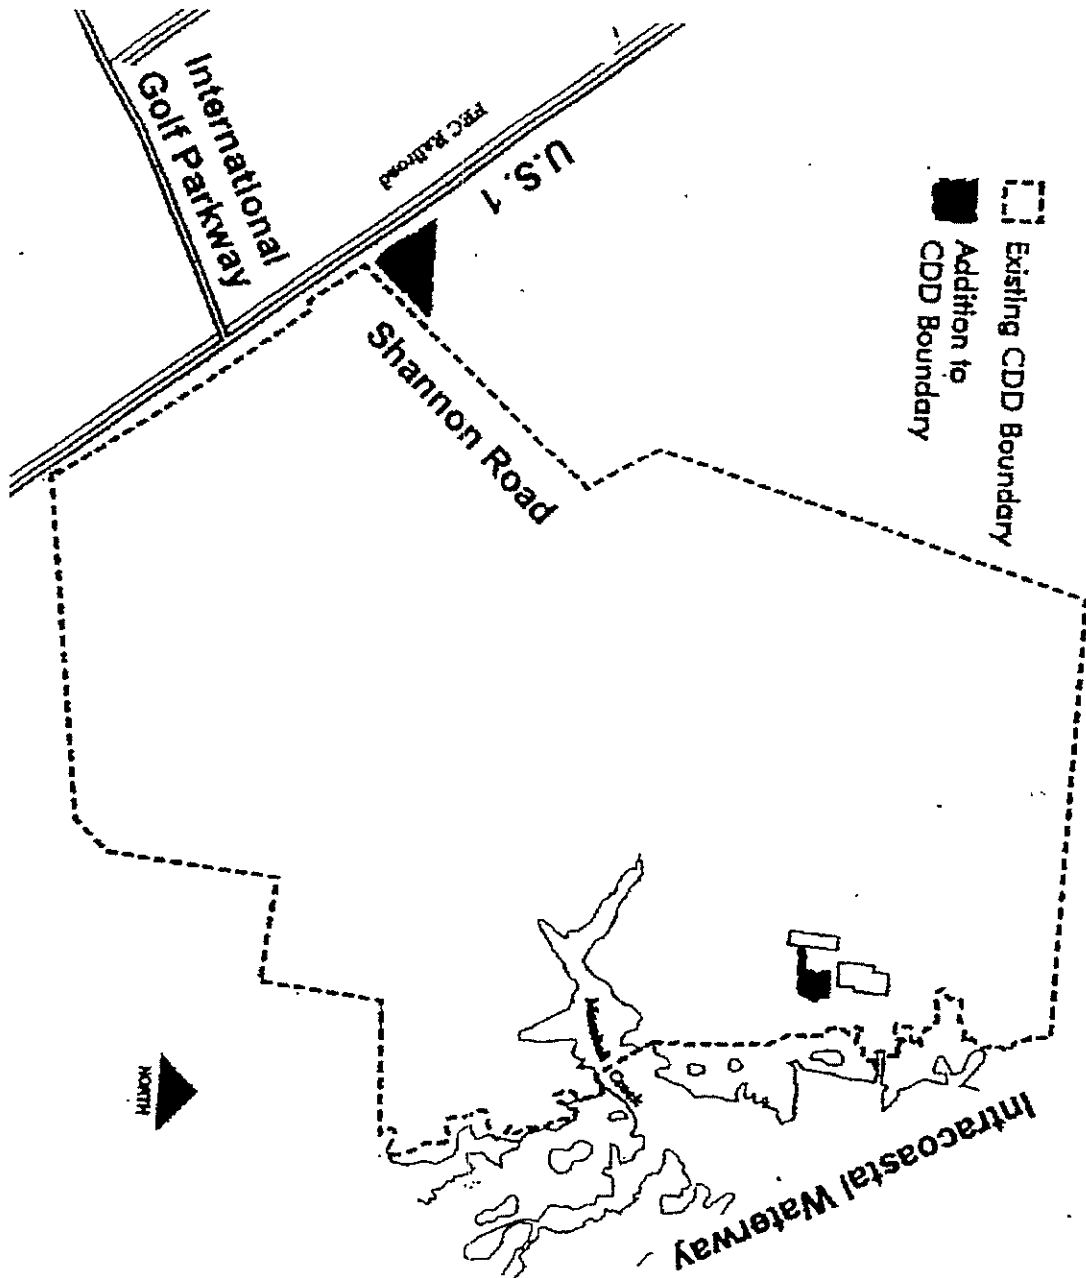 Existing CDD Boundary
Addition to
CDD Boundary
U.S. 1
FEC Railroad
International
Golf Parkway
Shannon Road
Creek
Intracoastal Waterway
NORTH